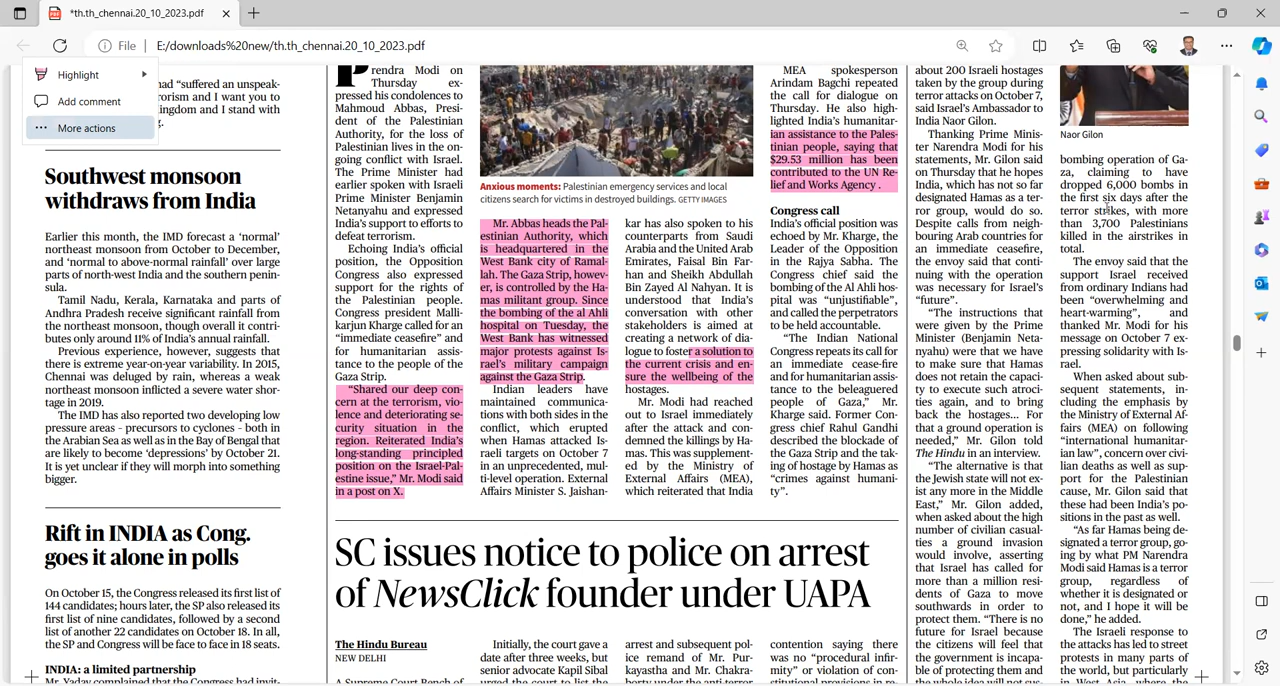 *th.th_chennai.20_10_2023.pdf
File
E:/downloads%20new/th.th_chennai.20_10_2023.pdf
Highlight
Add comment
More actions
had “suffered an unspeak-
rorism and I want you to
ingdom and I stand with
Southwest monsoon
withdraws from India
Earlier this month, the IMD forecast a ‘normal’
northeast monsoon from October to December,
and ‘normal to above-normal rainfall’ over large
parts of north-west India and the southern penin-
sula.
Tamil Nadu, Kerala, Karnataka and parts of
Andhra Pradesh receive significant rainfall from
the northeast monsoon, though overall it contri-
butes only around 11% of India’s annual rainfall.
Previous experience, however, suggests that
there is extreme year-on-year variability. In 2015,
Chennai was deluged by rain, whereas a weak
northeast monsoon inflicted a severe water shor-
tage in 2019.
The IMD has also reported two developing low
pressure areas - precursors to cyclones - both in
the Arabian Sea as well as in the Bay of Bengal that
are likely to become ‘depressions’ by October 21.
It is yet unclear if they will morph into something
bigger.
Rift in INDIA as Cong.
goes it alone in polls
On October 15, the Congress released its first list of
144 candidates; hours later, the SP also released its
first list of nine candidates, followed by a second
list of another 22 candidates on October 18. In all,
the SP and Congress will be face to face in 18 seats.
INDIA: a limited partnership
Mr. Yadav complained that the Congress had invit-
Prendra Modi on
Thursday ex-
pressed his condolences to
Mahmoud Abbas, Presi-
dent of the Palestinian
Authority, for the loss of
Palestinian lives in the on-
going conflict with Israel.
The Prime Minister had
earlier spoken with Israeli
Prime Minister Benjamin
Netanyahu and expressed
India’s support to efforts to
defeat terrorism.
Echoing India’s official
position, the Opposition
Congress also expressed
support for the rights of
the Palestinian people.
Congress president Malli-
karjun Kharge called for an
“immediate ceasefire” and
for humanitarian assis-
tance to the people of the
Gaza Strip.
“Shared our deep con-
cern at the terrorism, vio-
lence and deteriorating se-
curity situation in the
region. Reiterated India’s
long-standing principled
position on the Israel-Pal-
estine issue,” Mr. Modi said
in a post on X.
Anxious moments: Palestinian emergency services and local
citizens search for victims in destroyed buildings. GETTY IMAGES
Mr. Abbas heads the Pal-
estinian Authority, which
is headquartered in the
West Bank city of Ramal-
lah. The Gaza Strip, howev-
er, is controlled by the Ha-
mas militant group. Since
the bombing of the al Ahli
hospital on Tuesday, the
West Bank has witnessed
major protests against Is-
rael’s military campaign
against the Gaza Strip.
Indian leaders have
maintained communica-
tions with both sides in the
conflict, which erupted
when Hamas attacked Is-
raeli targets on October 7
in an unprecedented, mul-
ti-level operation. External
Affairs Minister S. Jaishan-
kar has also spoken to his
counterparts from Saudi
Arabia and the United Arab
Emirates, Faisal Bin Far-
han and Sheikh Abdullah
Bin Zayed Al Nahyan. It is
understood that India’s
conversation with other
stakeholders is aimed at
creating a network of dia-
logue to foster a solution to
the current crisis and en-
sure the wellbeing of the
hostages.
Mr. Modi had reached
out to Israel immediately
after the attack and con-
demned the killings by Ha-
mas. This was supplement-
ed by the Ministry of
External Affairs (MEA),
which reiterated that India
MEA spokesperson
Arindam Bagchi repeated
the call for dialogue on
Thursday. He also high-
lighted India’s humanitar-
ian assistance to the Pales-
tinian people, saying that
$29.53 million has been
contributed to the UN Re-
lief and Works Agency .
Congress call
India’s official position was
echoed by Mr. Kharge, the
Leader of the Opposition
in the Rajya Sabha. The
Congress chief said the
bombing of the Al Ahli hos-
pital was “unjustifiable”,
and called the perpetrators
to be held accountable.
“The Indian National
Congress repeats its call for
an immediate cease-fire
and for humanitarian assis-
tance to the beleaguered
people of Gaza,” Mr.
Kharge said. Former Con-
gress chief Rahul Gandhi
described the blockade of
the Gaza Strip and the tak-
ing of hostage by Hamas as
“crimes against humani-
ty”.
SC issues notice to police on arrest
of NewsClick founder under UAPA
The Hindu Bureau
NEW DELHI
A Supreme Court Bench of
Initially, the court gave a
date after three weeks, but
senior advocate Kapil Sibal
urged the court to list the
arrest and subsequent pol-
ice remand of Mr. Pur-
kayastha and Mr. Chakra-
borty under the anti-terror
contention saying there
was no “procedural infir-
mity” or violation of con-
stitutional provisions in re-
about 200 Israeli hostages
taken by the group during
terror attacks on October 7,
said Israel’s Ambassador to
India Naor Gilon.
Thanking Prime Minis-
ter Narendra Modi for his
statements, Mr. Gilon said
on Thursday that he hopes
India, which has not so far
designated Hamas as a ter-
ror group, would do so.
Despite calls from neigh-
bouring Arab countries for
an immediate ceasefire,
the envoy said that conti-
nuing with the operation
was necessary for Israel’s
“future”.
“The instructions that
were given by the Prime
Minister (Benjamin Neta-
nyahu) were that we have
to make sure that Hamas
does not retain the capaci-
ty to execute such atroci-
ties again, and to bring
back the hostages... For
that a ground operation is
needed,” Mr. Gilon told
The Hindu in an interview.
“The alternative is that
the Jewish state will not ex-
ist any more in the Middle
East,” Mr. Gilon added,
when asked about the high
number of civilian casual-
ties a ground invasion
would involve, asserting
that Israel has called for
more than a million resi-
dents of Gaza to move
southwards in order to
protect them. “There is no
future for Israel because
the citizens will feel that
the government is incapa-
ble of protecting them and
the whole idea will not sus-
Naor Gilon
bombing operation of Ga-
za, claiming to have
dropped 6,000 bombs in
the first six days after the
terror strikes, with more
than 3,700 Palestinians
killed in the airstrikes in
total.
The envoy said that the
support Israel received
from ordinary Indians had
been “overwhelming and
heart-warming”, and
thanked Mr. Modi for his
message on October 7 ex-
pressing solidarity with Is-
rael.
When asked about sub-
sequent statements, in-
cluding the emphasis by
the Ministry of External Af-
fairs (MEA) on following
“international humanitar-
ian law”, concern over civi-
lian deaths as well as sup-
port for the Palestinian
cause, Mr. Gilon said that
these had been India’s po-
sitions in the past as well.
“As far Hamas being de-
signated a terror group, go-
ing by what PM Narendra
Modi said Hamas is a terror
group, regardless of
whether it is designated or
not, and I hope it will be
done,” he added.
The Israeli response to
the attacks has led to street
protests in many parts of
the world, but particularly
in West Asia, where the